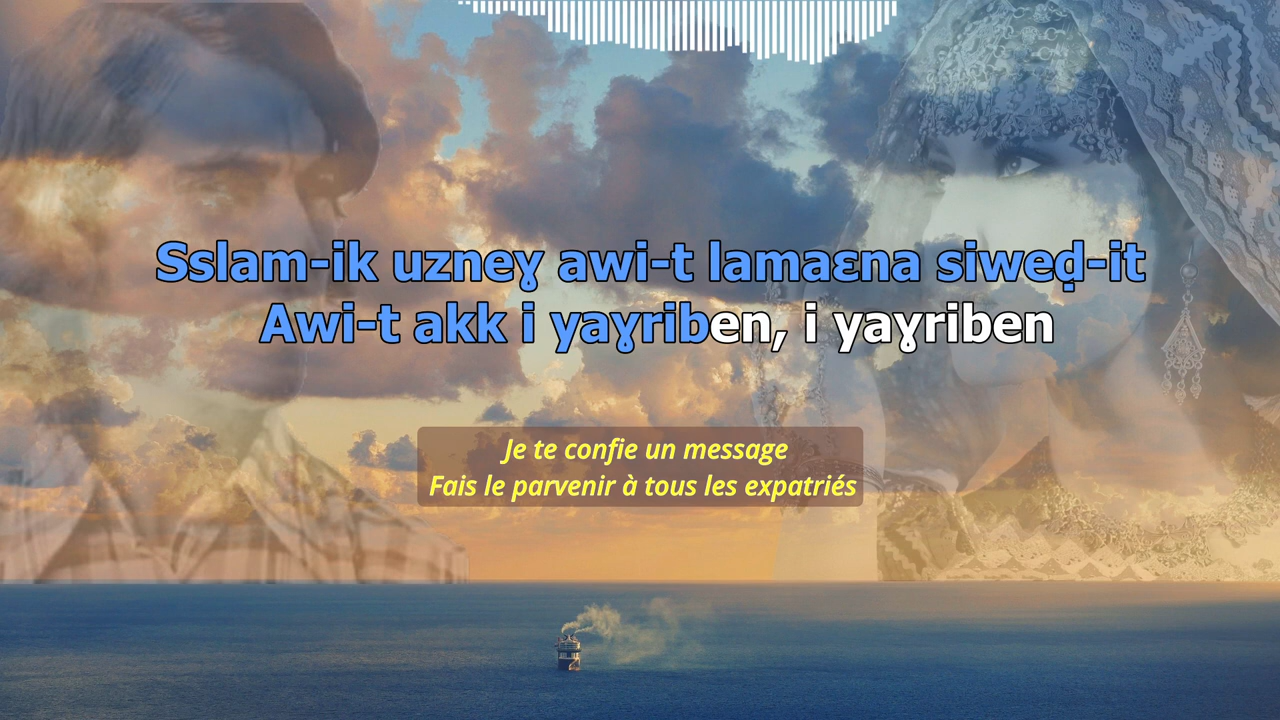 Sslam-ik uzneɣ awi-t lamaɛna siweḍ-it
Awi-t akk i yaɣriben, i yaɣriben
Je te confie un message
Fais le parvenir à tous les expatriés